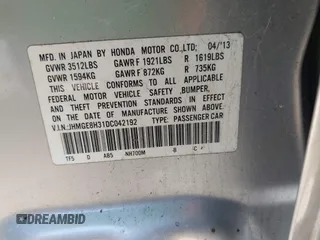 MFD. IN JAPAN BY HONDA MOTOR CO.,LTD. 04/'13
GVWR 3512LBS GAWR F 1921LBS R 1619LBS
GVWR 1594KG GAWR F 872KG R 735KG
THIS VEHICLE CONFORMS TO ALL APPLICABLE
FEDERAL MOTOR VEHICLE SAFETY, BUMPER,
AND THEFT PREVENTION STANDARDS IN EFFECT
ON THE DATE OF MANUFACTURE SHOWN ABOVE.
V.I.N. JHMGE8H31DC042192 TYPE: PASSENGER CAR
TF5 D ABS NH700M B C
DREAMBID